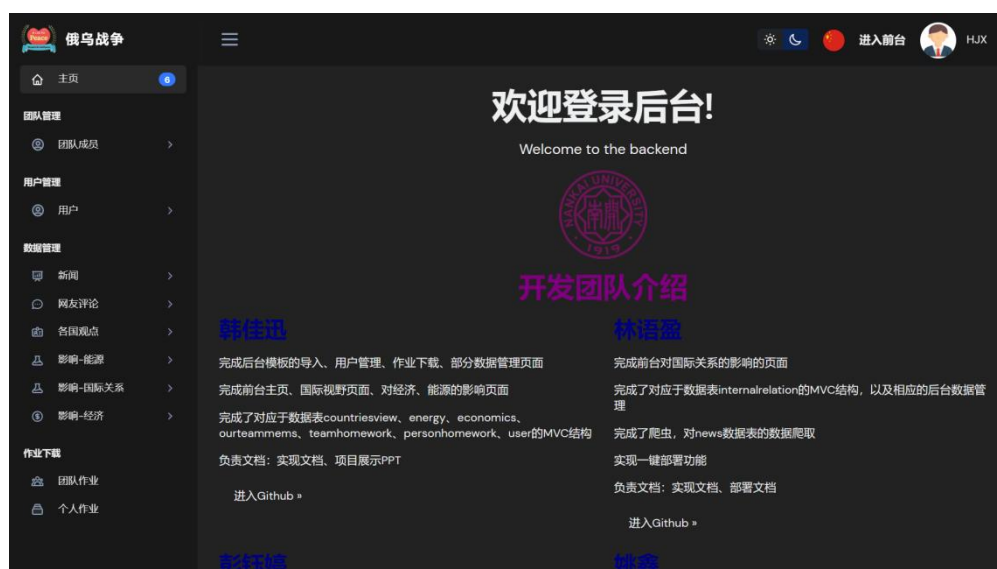 Peace
俄乌战争
进入前台
HJX
主页
6
团队管理
团队成员
用户管理
用户
数据管理
新闻
网友评论
各国观点
影响-能源
影响-国际关系
影响-经济
作业下载
团队作业
个人作业
欢迎登录后台!
Welcome to the backend
NANKAI UNIVERSITY
南開
1919
开发团队介绍
韩佳迅
完成后台模板的导入、用户管理、作业下载、部分数据管理页面
完成前台主页、国际视野页面、对经济、能源的影响页面
完成了对应于数据表countriesview、energy、economics、
ourteammems、teamhomework、personhomework、user的MVC结构
负责文档：实现文档、项目展示PPT
进入Github »
林语盈
完成前台对国际关系的影响的页面
完成了对应于数据表internalrelation的MVC结构，以及相应的后台数据管
理
完成了爬虫，对news数据表的数据爬取
实现一键部署功能
负责文档：实现文档、部署文档
进入Github »
彭钰婷
姚鑫